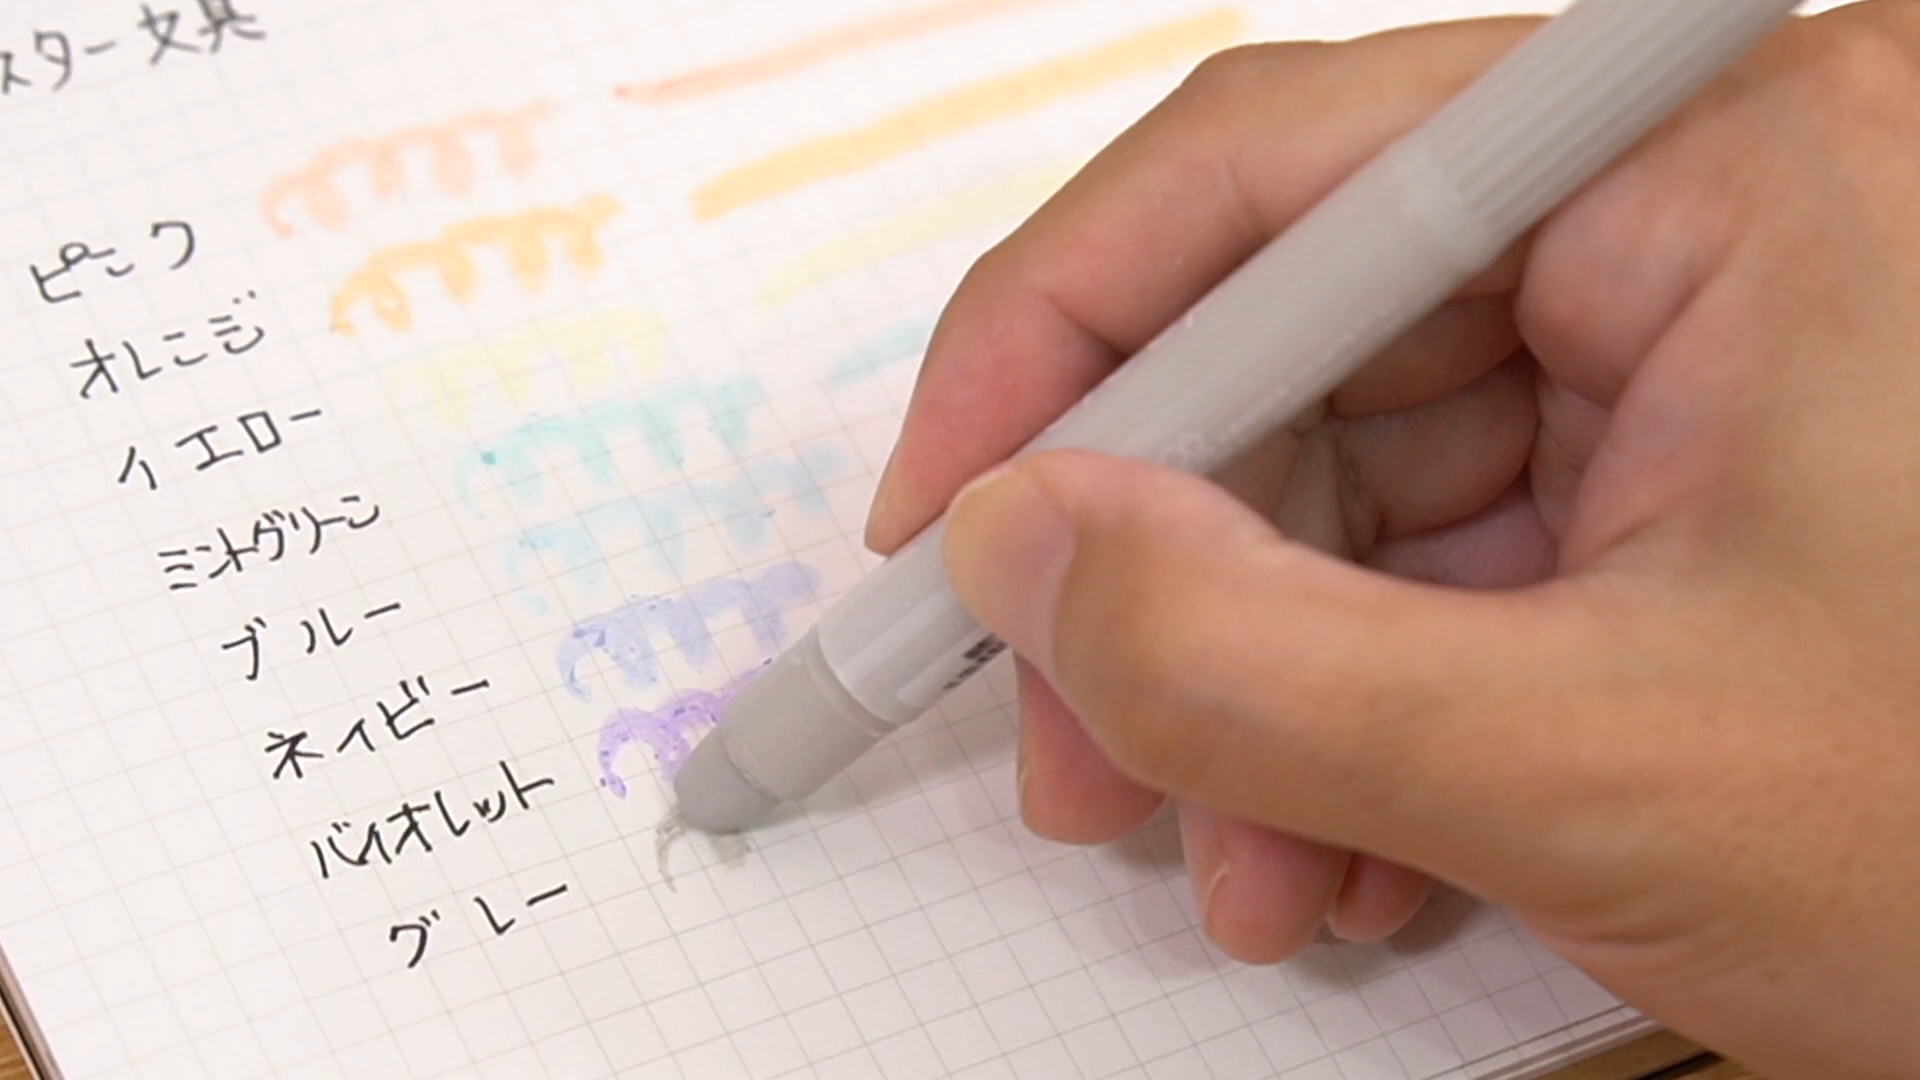 スター文具
ピンク
オレンジ
イエロー
ミントグリーン
ブルー
ネイビー
バイオレット
グレー